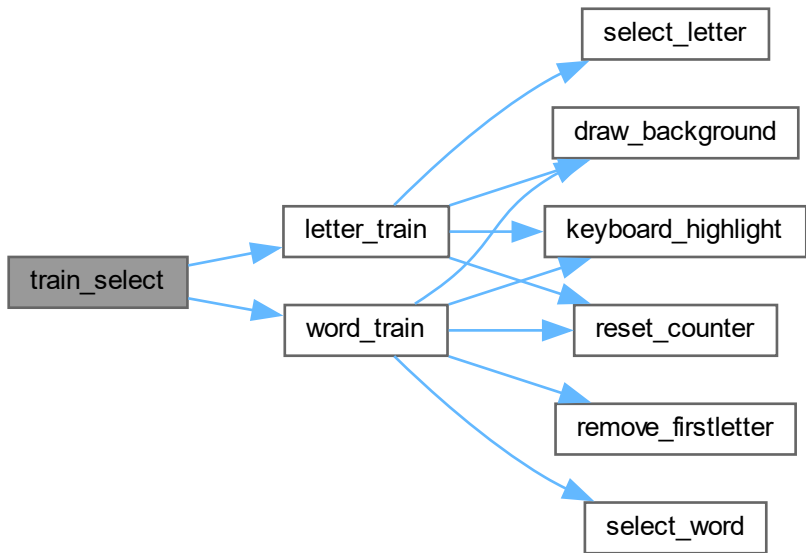 train_select
letter_train
word_train
select_letter
draw_background
keyboard_highlight
reset_counter
remove_firstletter
select_word